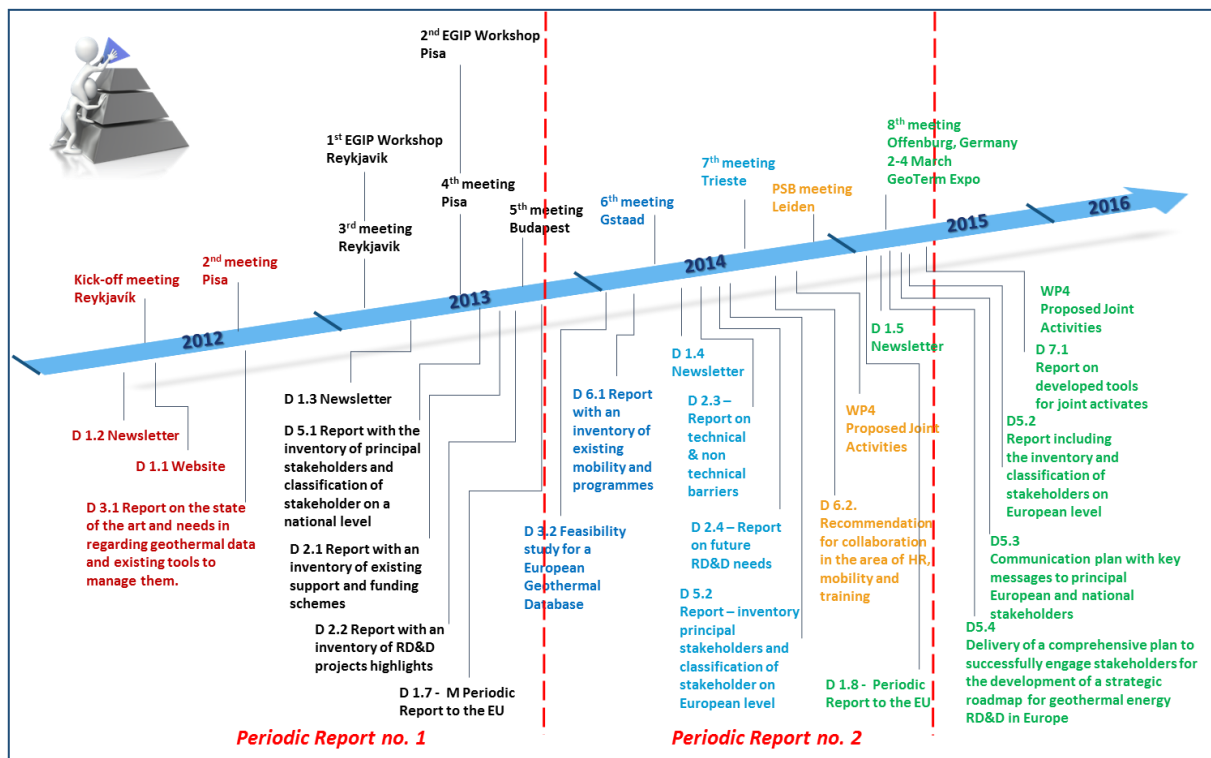 2nd EGIP Workshop
Pisa
1st EGIP Workshop
Reykjavik
4th meeting
Pisa
3rd meeting
Reykjavik
5th meeting
Budapest
2nd meeting
Pisa
Kick-off meeting
Reykjavík
6th meeting
Gstaad
7th meeting
Trieste
PSB meeting
Leiden
8th meeting
Offenburg, Germany
2-4 March
GeoTerm Expo
2012
2013
2014
2015
2016
D 1.2 Newsletter
D 1.1 Website
D 3.1 Report on the state
of the art and needs in
regarding geothermal data
and existing tools to
manage them.
D 1.3 Newsletter
D 5.1 Report with the
inventory of principal
stakeholders and
classification of
stakeholder on a
national level
D 2.1 Report with an
inventory of existing
support and funding
schemes
D 2.2 Report with an
inventory of RD&D
projects highlights
D 1.7 - M Periodic
Report to the EU
D 3.2 Feasibility
study for a
European
Geothermal
Database
D 6.1 Report
with an
inventory of
existing
mobility and
programmes
D 1.4
Newsletter
D 2.3 –
Report on
technical
& non
technical
barriers
D 2.4 – Report
on future
RD&D needs
D 5.2
Report – inventory
principal
stakeholders and
classification of
stakeholder on
European level
WP4
Proposed Joint
Activities
D 6.2.
Recommendation
for collaboration
in the area of HR,
mobility and
training
D 1.8 - Periodic
Report to the EU
D 1.5
Newsletter
WP4
Proposed Joint
Activities
D 7.1
Report on
developed tools
for joint activates
D5.2
Report including
the inventory and
classification of
stakeholders on
European level
D5.3
Communication plan with key
messages to principal
European and national
stakeholders
D5.4
Delivery of a comprehensive plan to
successfully engage stakeholders for
the development of a strategic
roadmap for geothermal energy
RD&D in Europe
Periodic Report no. 1
Periodic Report no. 2